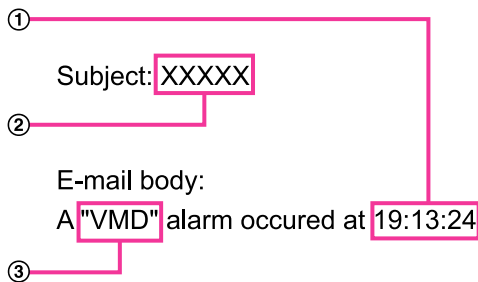 ①
Subject: XXXXX
②
E-mail body:
A "VMD" alarm occured at 19:13:24
③